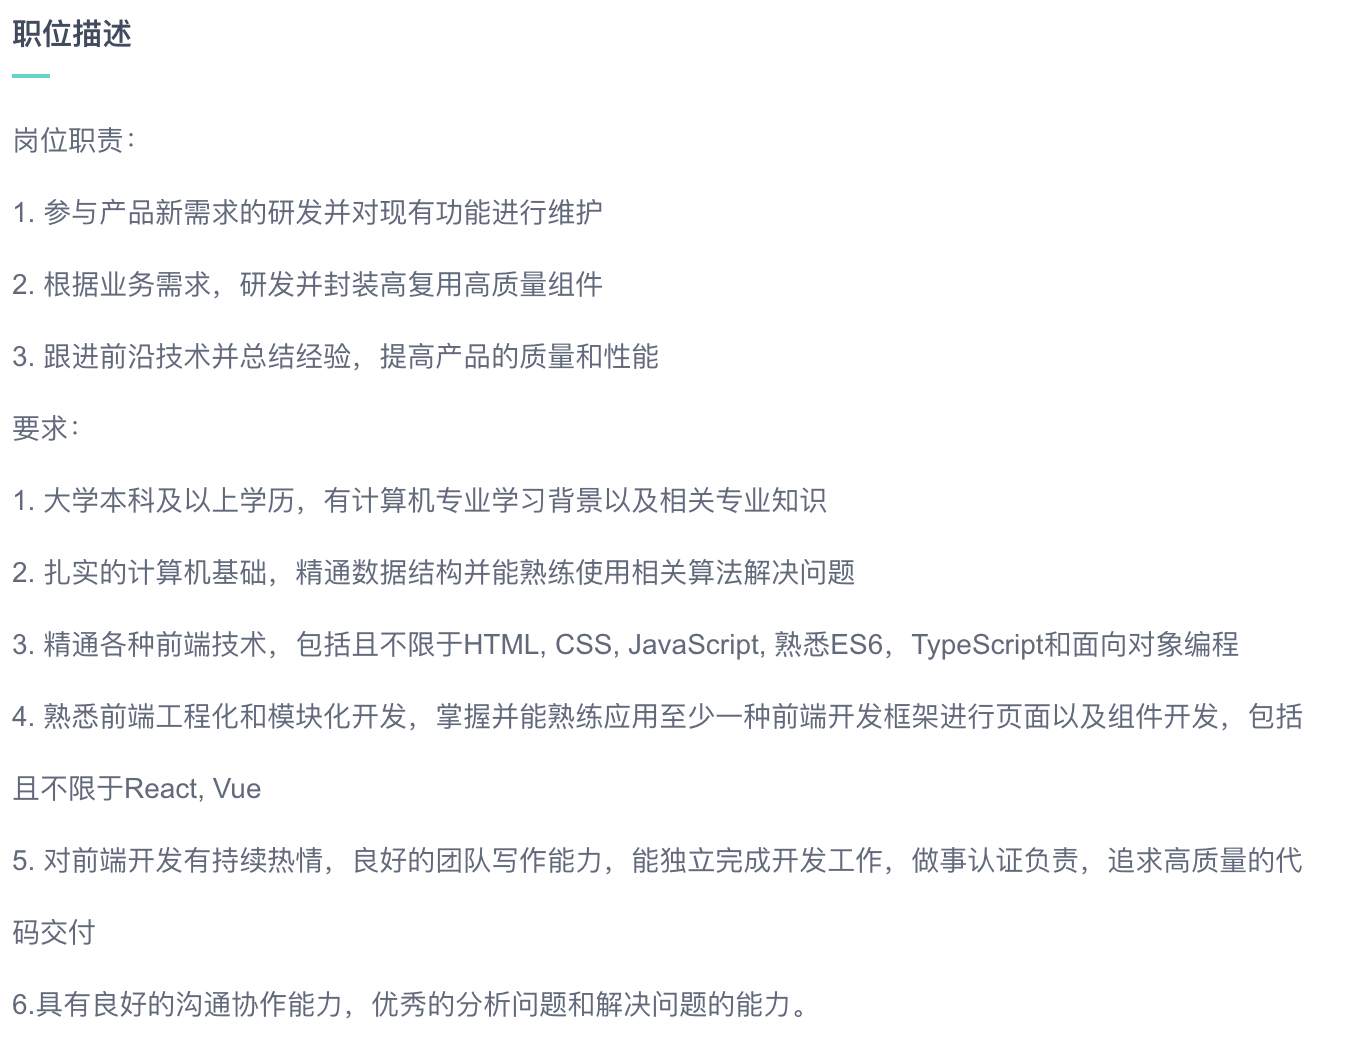 职位描述
岗位职责：
1. 参与产品新需求的研发并对现有功能进行维护
2. 根据业务需求，研发并封装高复用高质量组件
3. 跟进前沿技术并总结经验，提高产品的质量和性能
要求：
1. 大学本科及以上学历，有计算机专业学习背景以及相关专业知识
2. 扎实的计算机基础，精通数据结构并能熟练使用相关算法解决问题
3. 精通各种前端技术，包括且不限于HTML, CSS, JavaScript, 熟悉ES6，TypeScript和面向对象编程
4. 熟悉前端工程化和模块化开发，掌握并能熟练应用至少一种前端开发框架进行页面以及组件开发，包括
且不限于React, Vue
5. 对前端开发有持续热情，良好的团队写作能力，能独立完成开发工作，做事认证负责，追求高质量的代
码交付
6.具有良好的沟通协作能力，优秀的分析问题和解决问题的能力。